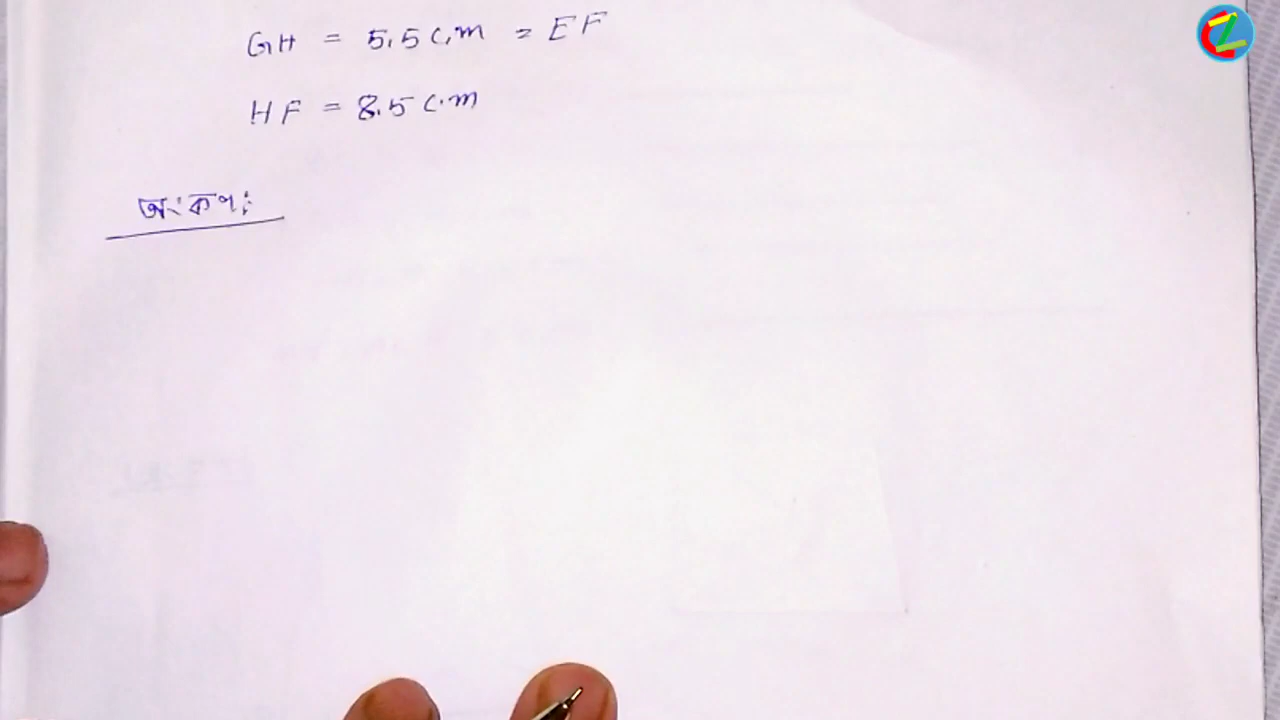 GH = 5.5 c.m = EF
HF = 8.5 c.m
অংকণঃ